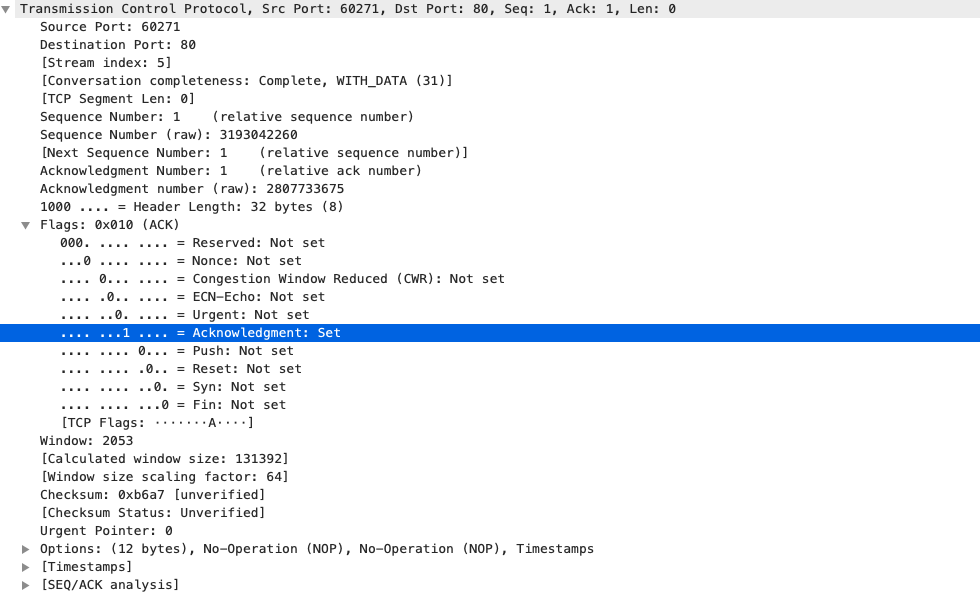 Transmission Control Protocol, Src Port: 60271, Dst Port: 80, Seq: 1, Ack: 1, Len: 0
Source Port: 60271
Destination Port: 80
[Stream index: 5]
[Conversation completeness: Complete, WITH_DATA (31)]
[TCP Segment Len: 0]
Sequence Number: 1    (relative sequence number)
Sequence Number (raw): 3193042260
[Next Sequence Number: 1    (relative sequence number)]
Acknowledgment Number: 1    (relative ack number)
Acknowledgment number (raw): 2807733675
1000 .... = Header Length: 32 bytes (8)
Flags: 0x010 (ACK)
000. .... .... = Reserved: Not set
...0 .... .... = Nonce: Not set
.... 0... .... = Congestion Window Reduced (CWR): Not set
.... .0.. .... = ECN-Echo: Not set
.... ..0. .... = Urgent: Not set
.... ...1 .... = Acknowledgment: Set
.... .... 0... = Push: Not set
.... .... .0.. = Reset: Not set
.... .... ..0. = Syn: Not set
.... .... ...0 = Fin: Not set
[TCP Flags: ·······A····]
Window: 2053
[Calculated window size: 131392]
[Window size scaling factor: 64]
Checksum: 0xb6a7 [unverified]
[Checksum Status: Unverified]
Urgent Pointer: 0
Options: (12 bytes), No-Operation (NOP), No-Operation (NOP), Timestamps
[Timestamps]
[SEQ/ACK analysis]